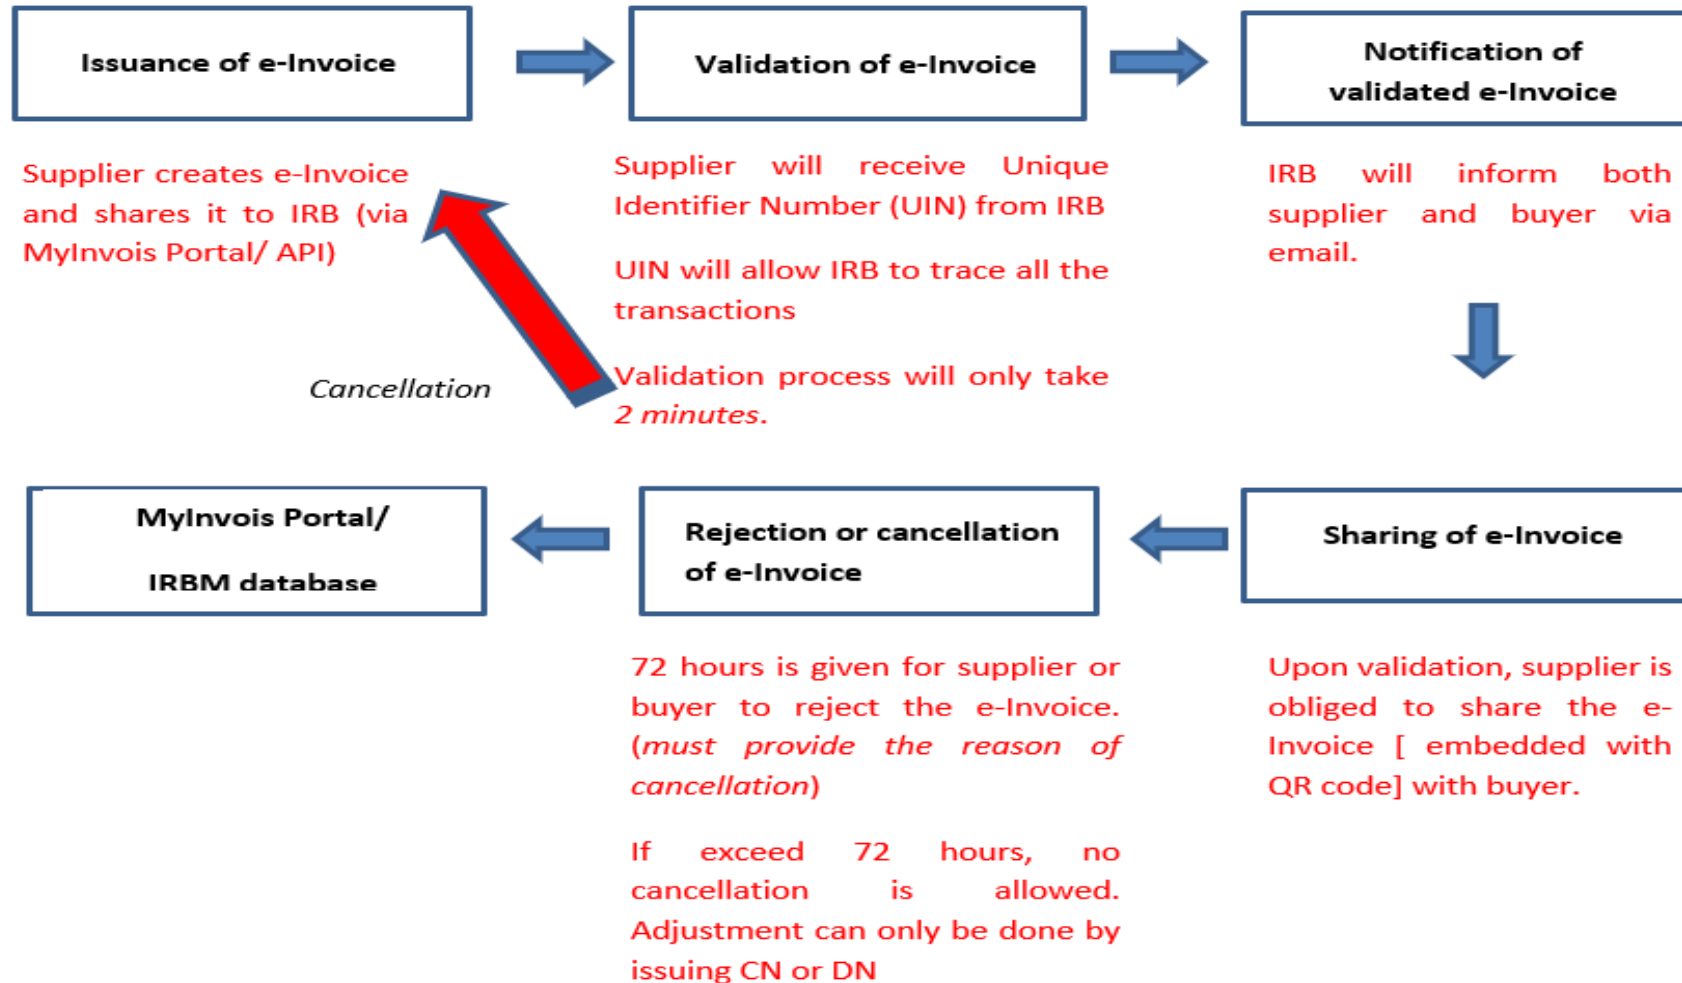 Issuance of e-Invoice
Validation of e-Invoice
Notification of
validated e-Invoice
Supplier creates e-Invoice
and shares it to IRB (via
MyInvois Portal/ API)
Supplier will receive Unique
Identifier Number (UIN) from IRB
UIN will allow IRB to trace all the
transactions
Validation process will only take
2 minutes.
IRB will inform both
supplier and buyer via
email.
Cancellation
MyInvois Portal/
IRBM database
Rejection or cancellation
of e-Invoice
Sharing of e-Invoice
72 hours is given for supplier or
buyer to reject the e-Invoice.
(must provide the reason of
cancellation)
If exceed 72 hours, no
cancellation is allowed.
Adjustment can only be done by
issuing CN or DN
Upon validation, supplier is
obliged to share the e-
Invoice [ embedded with
QR code] with buyer.